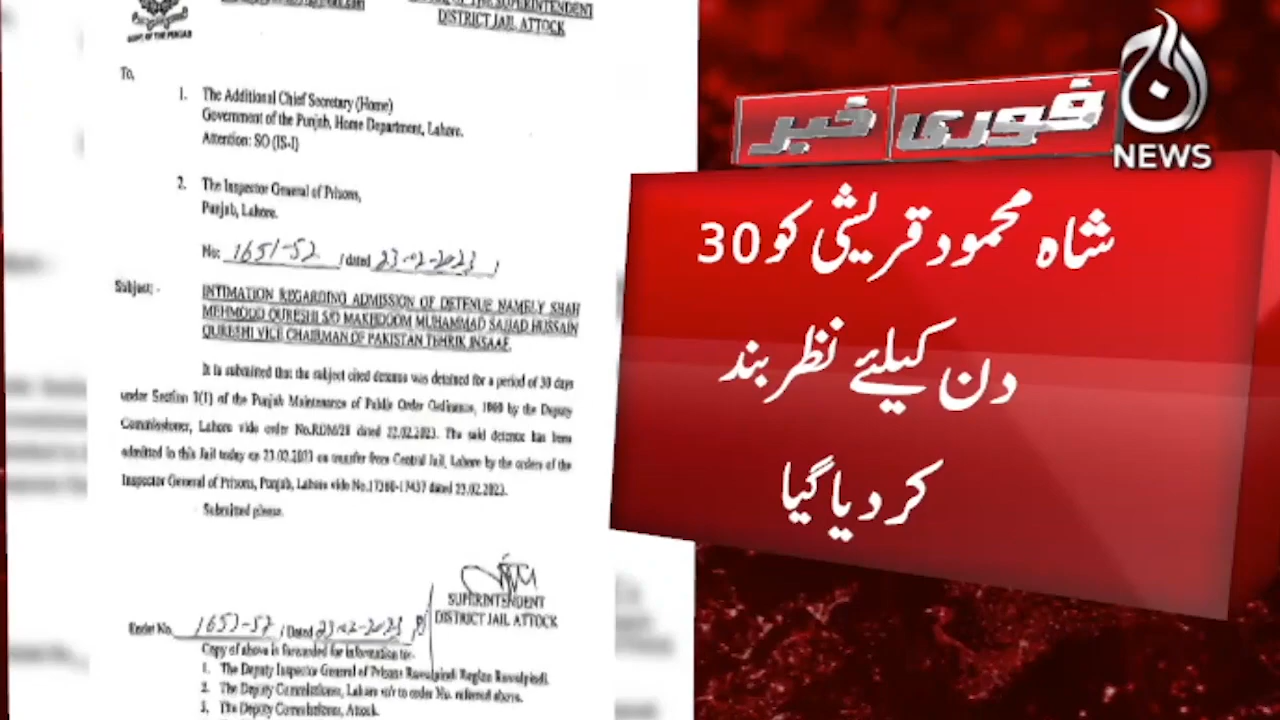 OF THE SUPERINTENDENT
DISTRICT JAIL ATTOCK
GOVT. OF THE PUNJAB
To,
1. The Additional Chief Secretary (Home)
Government of the Punjab, Home Department, Lahore.
Attention: SO (IS-I)
2. The Inspector General of Prisons,
Punjab, Lahore.
No: 1651-52 / dated 23-02-2023
Subject:- INTIMATION REGARDING ADMISSION OF DETENUE NAMELY SHAH
MEHMOOD QURESHI S/O MAKHDOOM MUHAMMAD SAJJAD HUSSAIN
QURESHI VICE CHAIRMAN OF PAKISTAN TEHRIK INSAAF.
It is submitted that the subject cited detenue was detained for a period of 30 days
under Section 3(1) of the Punjab Maintenance of Public Order Ordinance, 1960 by the Deputy
Commissioner, Lahore vide order dated 22.02.2023. The said detenue has been
admitted in this Jail today on 23.02.2023 on transfer from Central Jail, Lahore by the orders of the
Inspector General of Prisons, Punjab, Lahore vide dated 23.02.2023.
Submitted please.
SUPERINTENDENT
DISTRICT JAIL ATTOCK
Endst No. 1653-57 / Dated 23-02-2023
Copy of above is forwarded for information to:-
1. The Deputy Inspector General of Prisons Rawalpindi Region Rawalpindi.
2. The Deputy Commissioner, Lahore w/r to order No. referred above.
3. The Deputy Commissioner, Attock.
آج
NEWS
فوری خبر
شاہ محمود قریشی کو 30
دن کیلئے نظر بند
کر دیا گیا